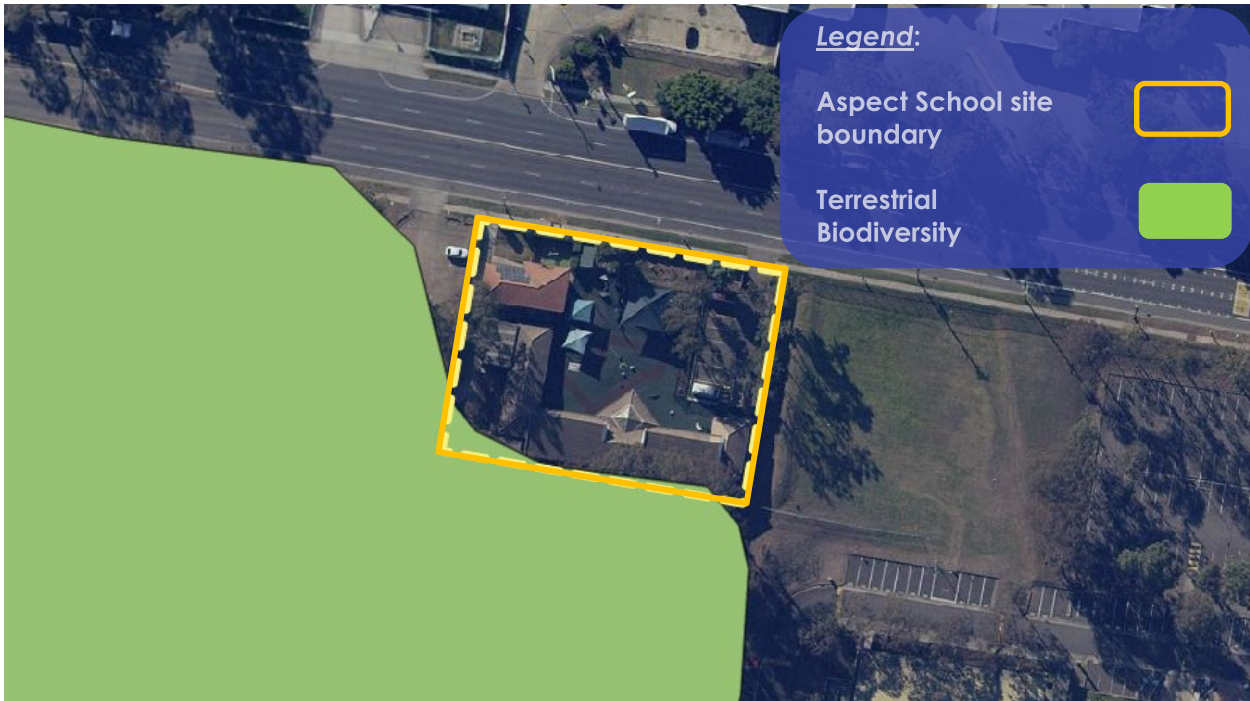 Legend:
Aspect School site
boundary
Terrestrial
Biodiversity